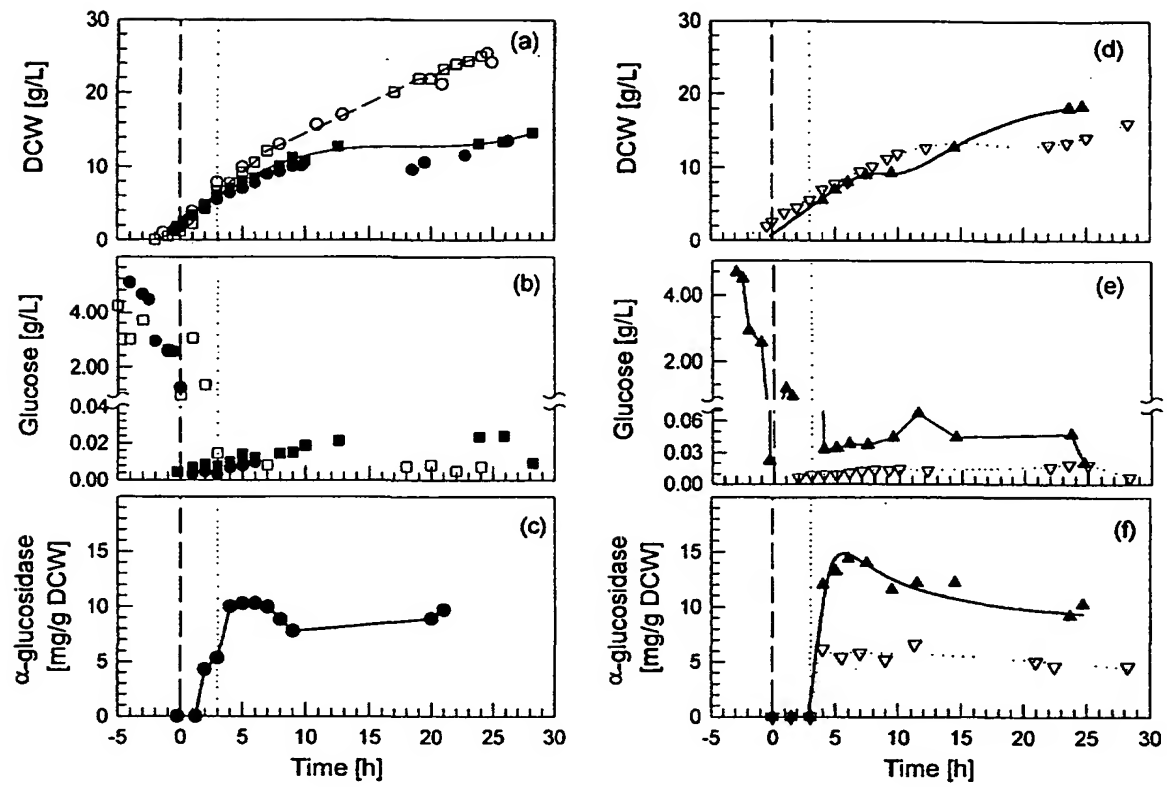 (a)
DCW [g/L]
30
20
10
0
(b)
Glucose [g/L]
4.00
2.00
0.04
0.02
0.00
(c)
α-glucosidase
[mg/g DCW]
15
10
5
0
-5 0 5 10 15 20 25 30
Time [h]
(d)
DCW [g/L]
30
20
10
0
(e)
Glucose [g/L]
4.00
2.00
0.06
0.03
0.00
(f)
α-glucosidase
[mg/g DCW]
15
10
5
0
-5 0 5 10 15 20 25 30
Time [h]